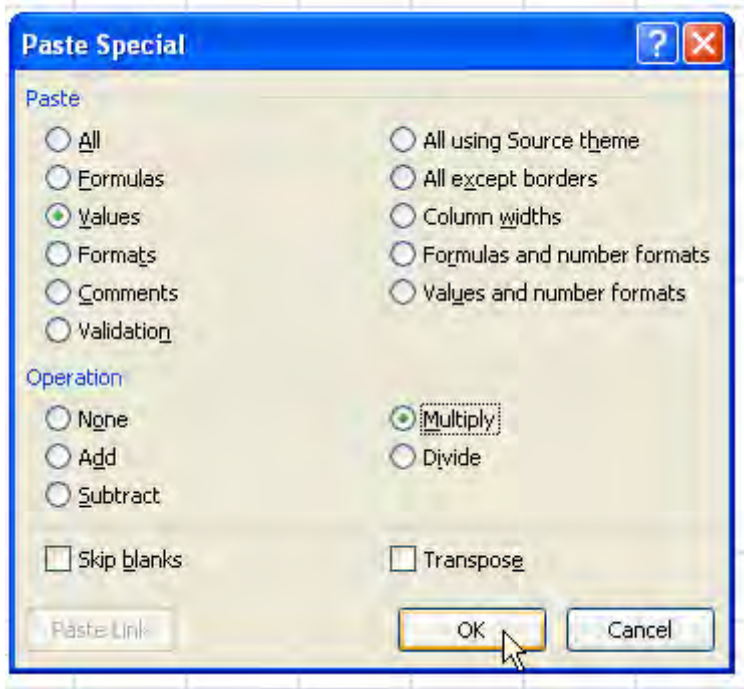 Paste Special
Paste
All
All using Source theme
Formulas
All except borders
Values
Column widths
Formats
Formulas and number formats
Comments
Values and number formats
Validation
Operation
None
Multiply
Add
Divide
Subtract
Skip blanks
Transpose
Paste Link
OK
Cancel